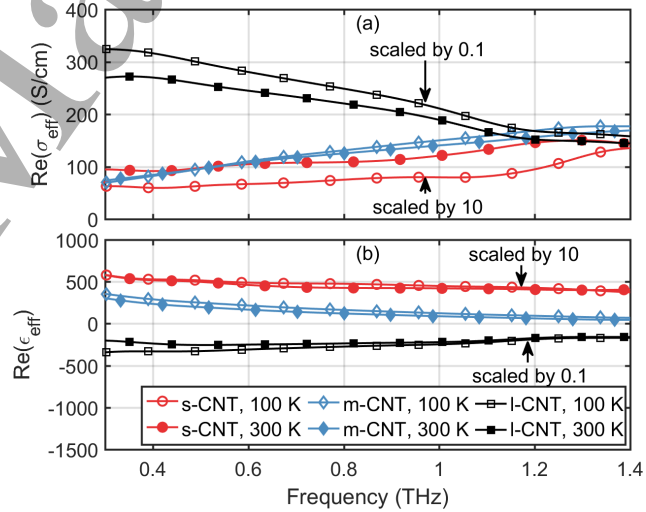 (a)
400
300
200
100
0
Re(σeff) (S/cm)
scaled by 0.1
scaled by 10
(b)
1000
500
0
-500
-1000
-1500
Re(ϵeff)
scaled by 10
scaled by 0.1
s-CNT, 100 K m-CNT, 100 K l-CNT, 100 K
s-CNT, 300 K m-CNT, 300 K l-CNT, 300 K
0.4 0.6 0.8 1 1.2 1.4
Frequency (THz)